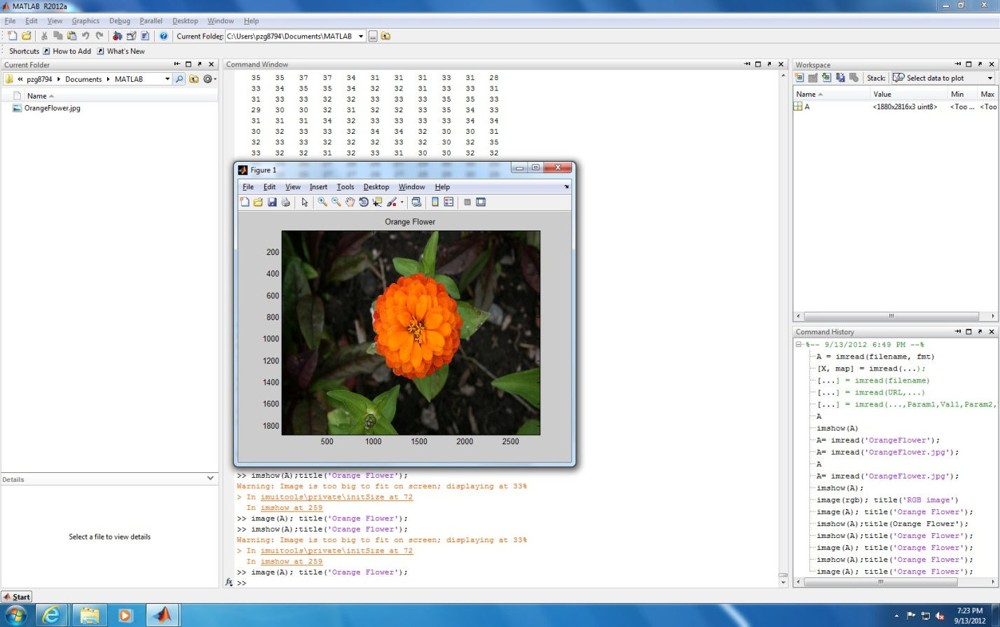 MATLAB R2012a
File Edit View Graphics Debug Parallel Desktop Window Help
Current Folder: C:\Users\pzg8794\Documents\MATLAB
Shortcuts How to Add What's New
Current Folder
« pzg8794 Documents MATLAB
Name
OrangeFlower.jpg
Details
Select a file to view details
Command Window
35 35 37 37 34 31 31 31 33 31 28
33 34 35 35 34 32 32 31 33 33 31
31 33 33 32 32 33 33 33 35 35 33
29 30 30 32 31 32 32 33 35 34 33
31 31 31 34 32 33 33 33 33 34 34
30 32 33 33 32 34 34 32 30 30 31
32 33 33 32 32 32 33 32 30 32 35
33 32 32 31 32 33 31 30 30 32 32
Figure 1
File Edit View Insert Tools Desktop Window Help
Orange Flower
200
400
600
800
1000
1200
1400
1600
1800
500 1000 1500 2000 2500
>> imshow(A);title('Orange Flower');
Warning: Image is too big to fit on screen; displaying at 33%
> In imuitools\private\initSize at 72
In imshow at 259
>> image(A); title('Orange Flower');
>> imshow(A);title('Orange Flower');
Warning: Image is too big to fit on screen; displaying at 33%
> In imuitools\private\initSize at 72
In imshow at 259
>> image(A); title('Orange Flower');
fx >>
Workspace
Stack: Select data to plot
Name Value Min Max
A <1880x2816x3 uint8> <Too ... <Too
Command History
%-- 9/13/2012 6:49 PM --%
A = imread(filename, fmt)
[X, map] = imread(...);
[...] = imread(filename)
[...] = imread(URL,...)
[...] = imread(...,Param1,Val1,Param2,
A
imshow(A)
A= imread('OrangeFlower');
A= imread('OrangeFlower.jpg');
A
A= imread('OrangeFlower.jpg');
imshow(A);
image(rgb); title('RGB image')
image(A); title('Orange Flower');
imshow(A);title(Orange Flower');
imshow(A);title('Orange Flower');
image(A); title('Orange Flower');
imshow(A);title('Orange Flower');
image(A); title('Orange Flower');
Start
7:23 PM
9/13/2012